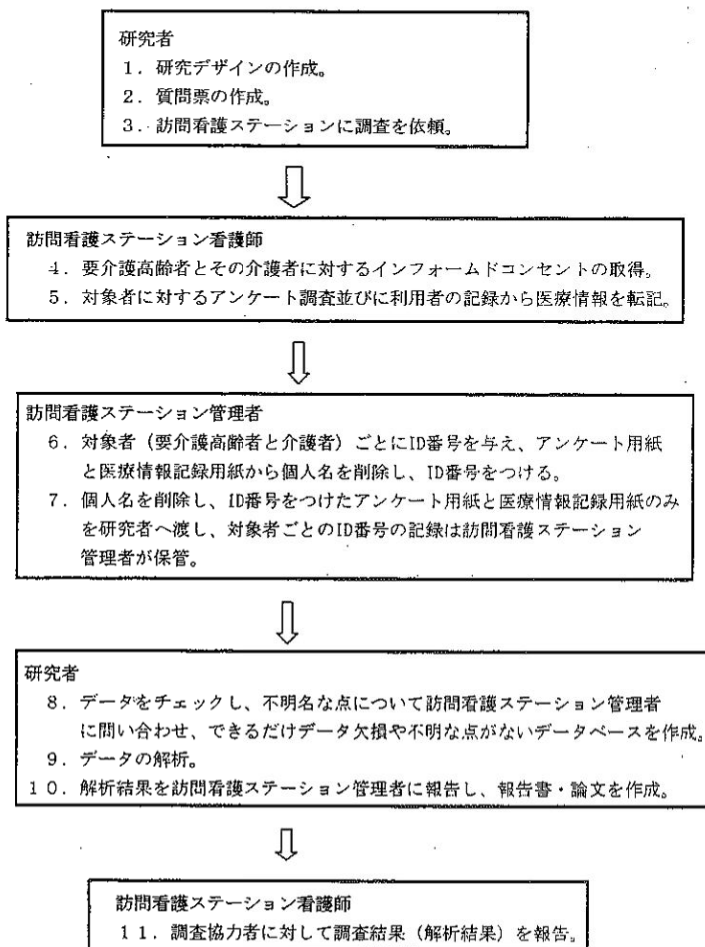 研究者
1.研究デザインの作成。
2.質問票の作成。
3.訪問看護ステーションに調査を依頼。
訪問看護ステーション看護師
4.要介護高齢者とその介護者に対するインフォームドコンセントの取得。
5.対象者に対するアンケート調査並びに利用者の記録から医療情報を転記。
訪問看護ステーション管理者
6.対象者(要介護高齢者と介護者)ごとにID番号を与え、アンケート用紙
と医療情報記録用紙から個人名を削除し、ID番号をつける。
7.個人名を削除し、ID番号をつけたアンケート用紙と医療情報記録用紙のみ
を研究者へ渡し、対象者ごとのID番号の記録は訪問看護ステーション
管理者が保管。
研究者
8.データをチェックし、不明名な点について訪問看護ステーション管理者
に問い合わせ、できるだけデータ欠損や不明な点がないデータベースを作成。
9.データの解析。
10.解析結果を訪問看護ステーション管理者に報告し、報告書・論文を作成。
訪問看護ステーション看護師
11.調査協力者に対して調査結果(解析結果)を報告。